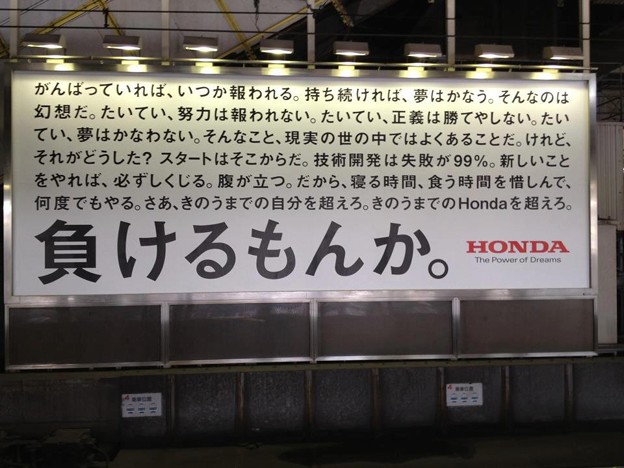 がんばっていれば、いつか報われる。持ち続ければ、夢はかなう。そんなのは
幻想だ。たいてい、努力は報われない。たいてい、正義は勝てやしない。たい
てい、夢はかなわない。そんなこと、現実の世の中ではよくあることだ。けれど、
それがどうした？スタートはそこからだ。技術開発は失敗が99%。新しいこと
をやれば、必ずしくじる。腹が立つ。だから、寝る時間、食う時間を惜しんで、
何度でもやる。さあ、きのうまでの自分を超えろ。きのうまでのHondaを超えろ。
負けるもんか。
HONDA
The Power of Dreams